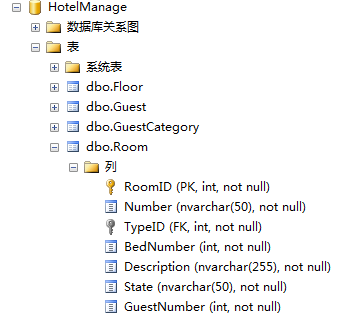 HotelManage
数据库关系图
表
系统表
dbo.Floor
dbo.Guest
dbo.GuestCategory
dbo.Room
列
RoomID (PK, int, not null)
Number (nvarchar(50), not null)
TypeID (FK, int, not null)
BedNumber (int, not null)
Description (nvarchar(255), not null)
State (nvarchar(50), not null)
GuestNumber (int, not null)